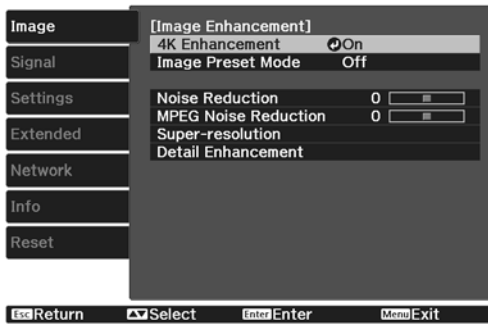 Image
Signal
Settings
Extended
Network
Info
Reset
[Image Enhancement]
4K Enhancement On
Image Preset Mode Off
Noise Reduction 0
MPEG Noise Reduction 0
Super-resolution
Detail Enhancement
Esc Return Select Enter Enter Menu Exit